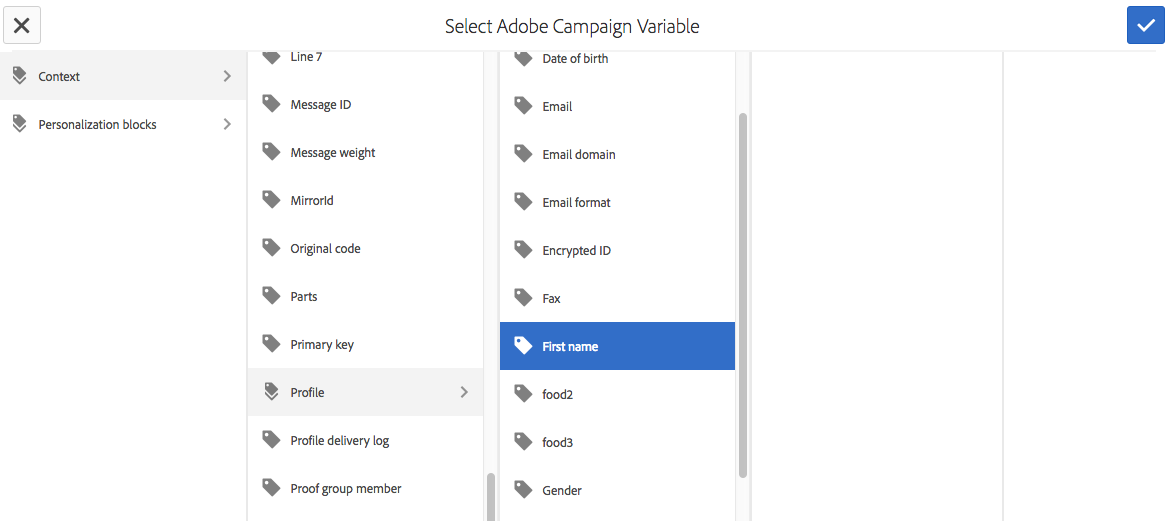 Select Adobe Campaign Variable
Context
Personalization blocks
Line 7
Message ID
Message weight
MirrorId
Original code
Parts
Primary key
Profile
Profile delivery log
Proof group member
Date of birth
Email
Email domain
Email format
Encrypted ID
Fax
First name
food2
food3
Gender